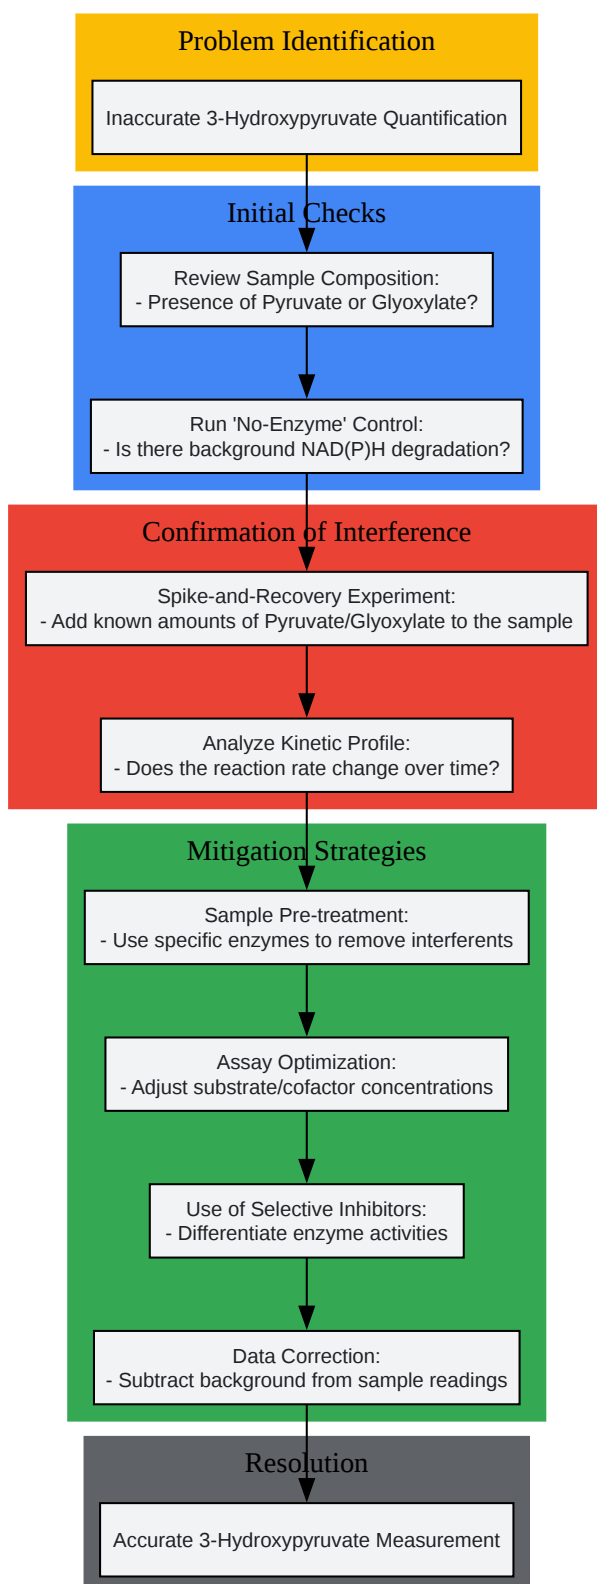 Problem Identification
Inaccurate 3-Hydroxypyruvate Quantification
Initial Checks
Review Sample Composition:
- Presence of Pyruvate or Glyoxylate?
Run 'No-Enzyme' Control:
- Is there background NAD(P)H degradation?
Confirmation of Interference
Spike-and-Recovery Experiment:
- Add known amounts of Pyruvate/Glyoxylate to the sample
Analyze Kinetic Profile:
- Does the reaction rate change over time?
Mitigation Strategies
Sample Pre-treatment:
- Use specific enzymes to remove interferents
Assay Optimization:
- Adjust substrate/cofactor concentrations
Use of Selective Inhibitors:
- Differentiate enzyme activities
Data Correction:
- Subtract background from sample readings
Resolution
Accurate 3-Hydroxypyruvate Measurement